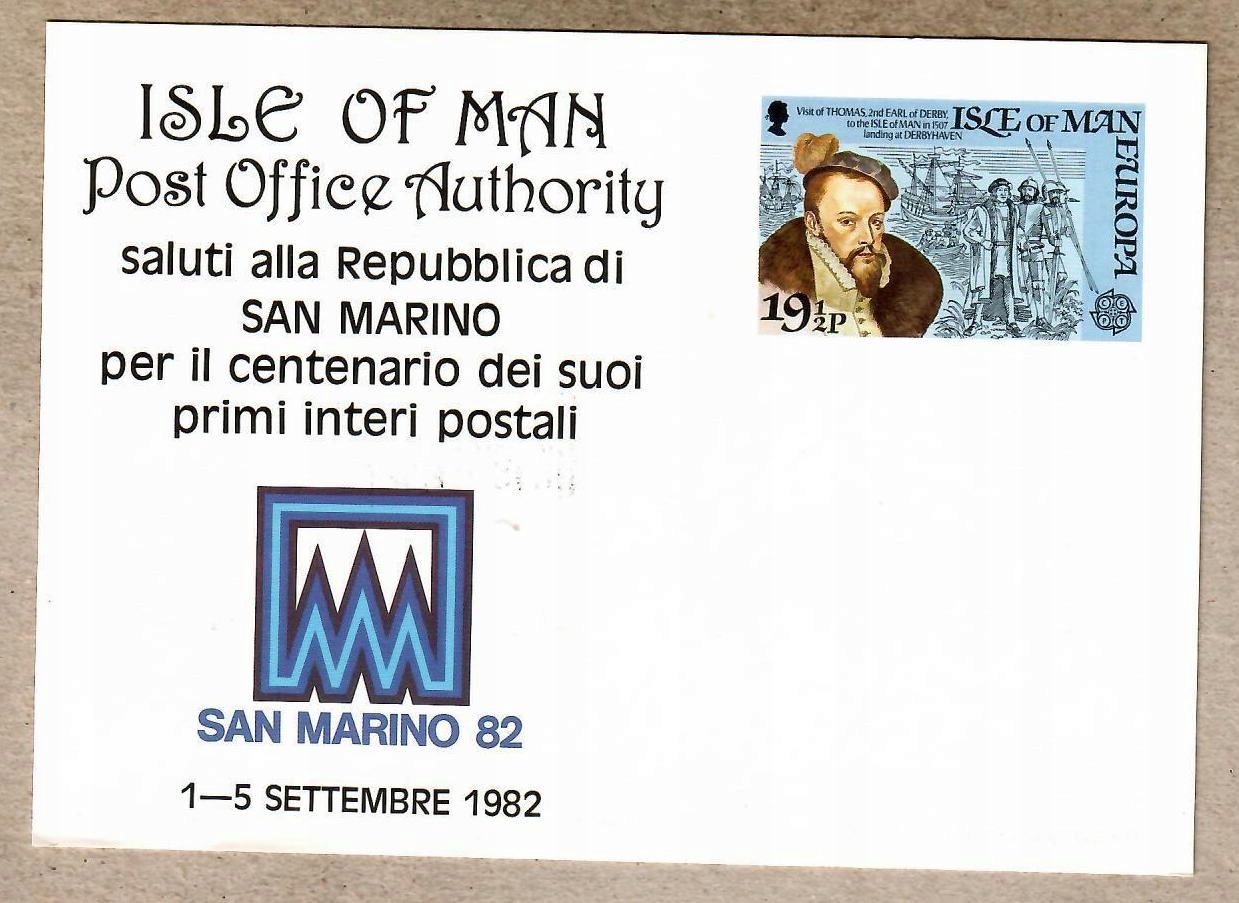 ISLE OF MAN
Post Office Authority
saluti alla Repubblica di
SAN MARINO
per il centenario dei suoi
primi interi postali
SAN MARINO 82
1—5 SETTEMBRE 1982
Visit of THOMAS, 2nd EARL of DERBY,
to the ISLE of MAN in 1507
landing at DERBYHAVEN
ISLE OF MAN
EUROPA
19½P
CEPT